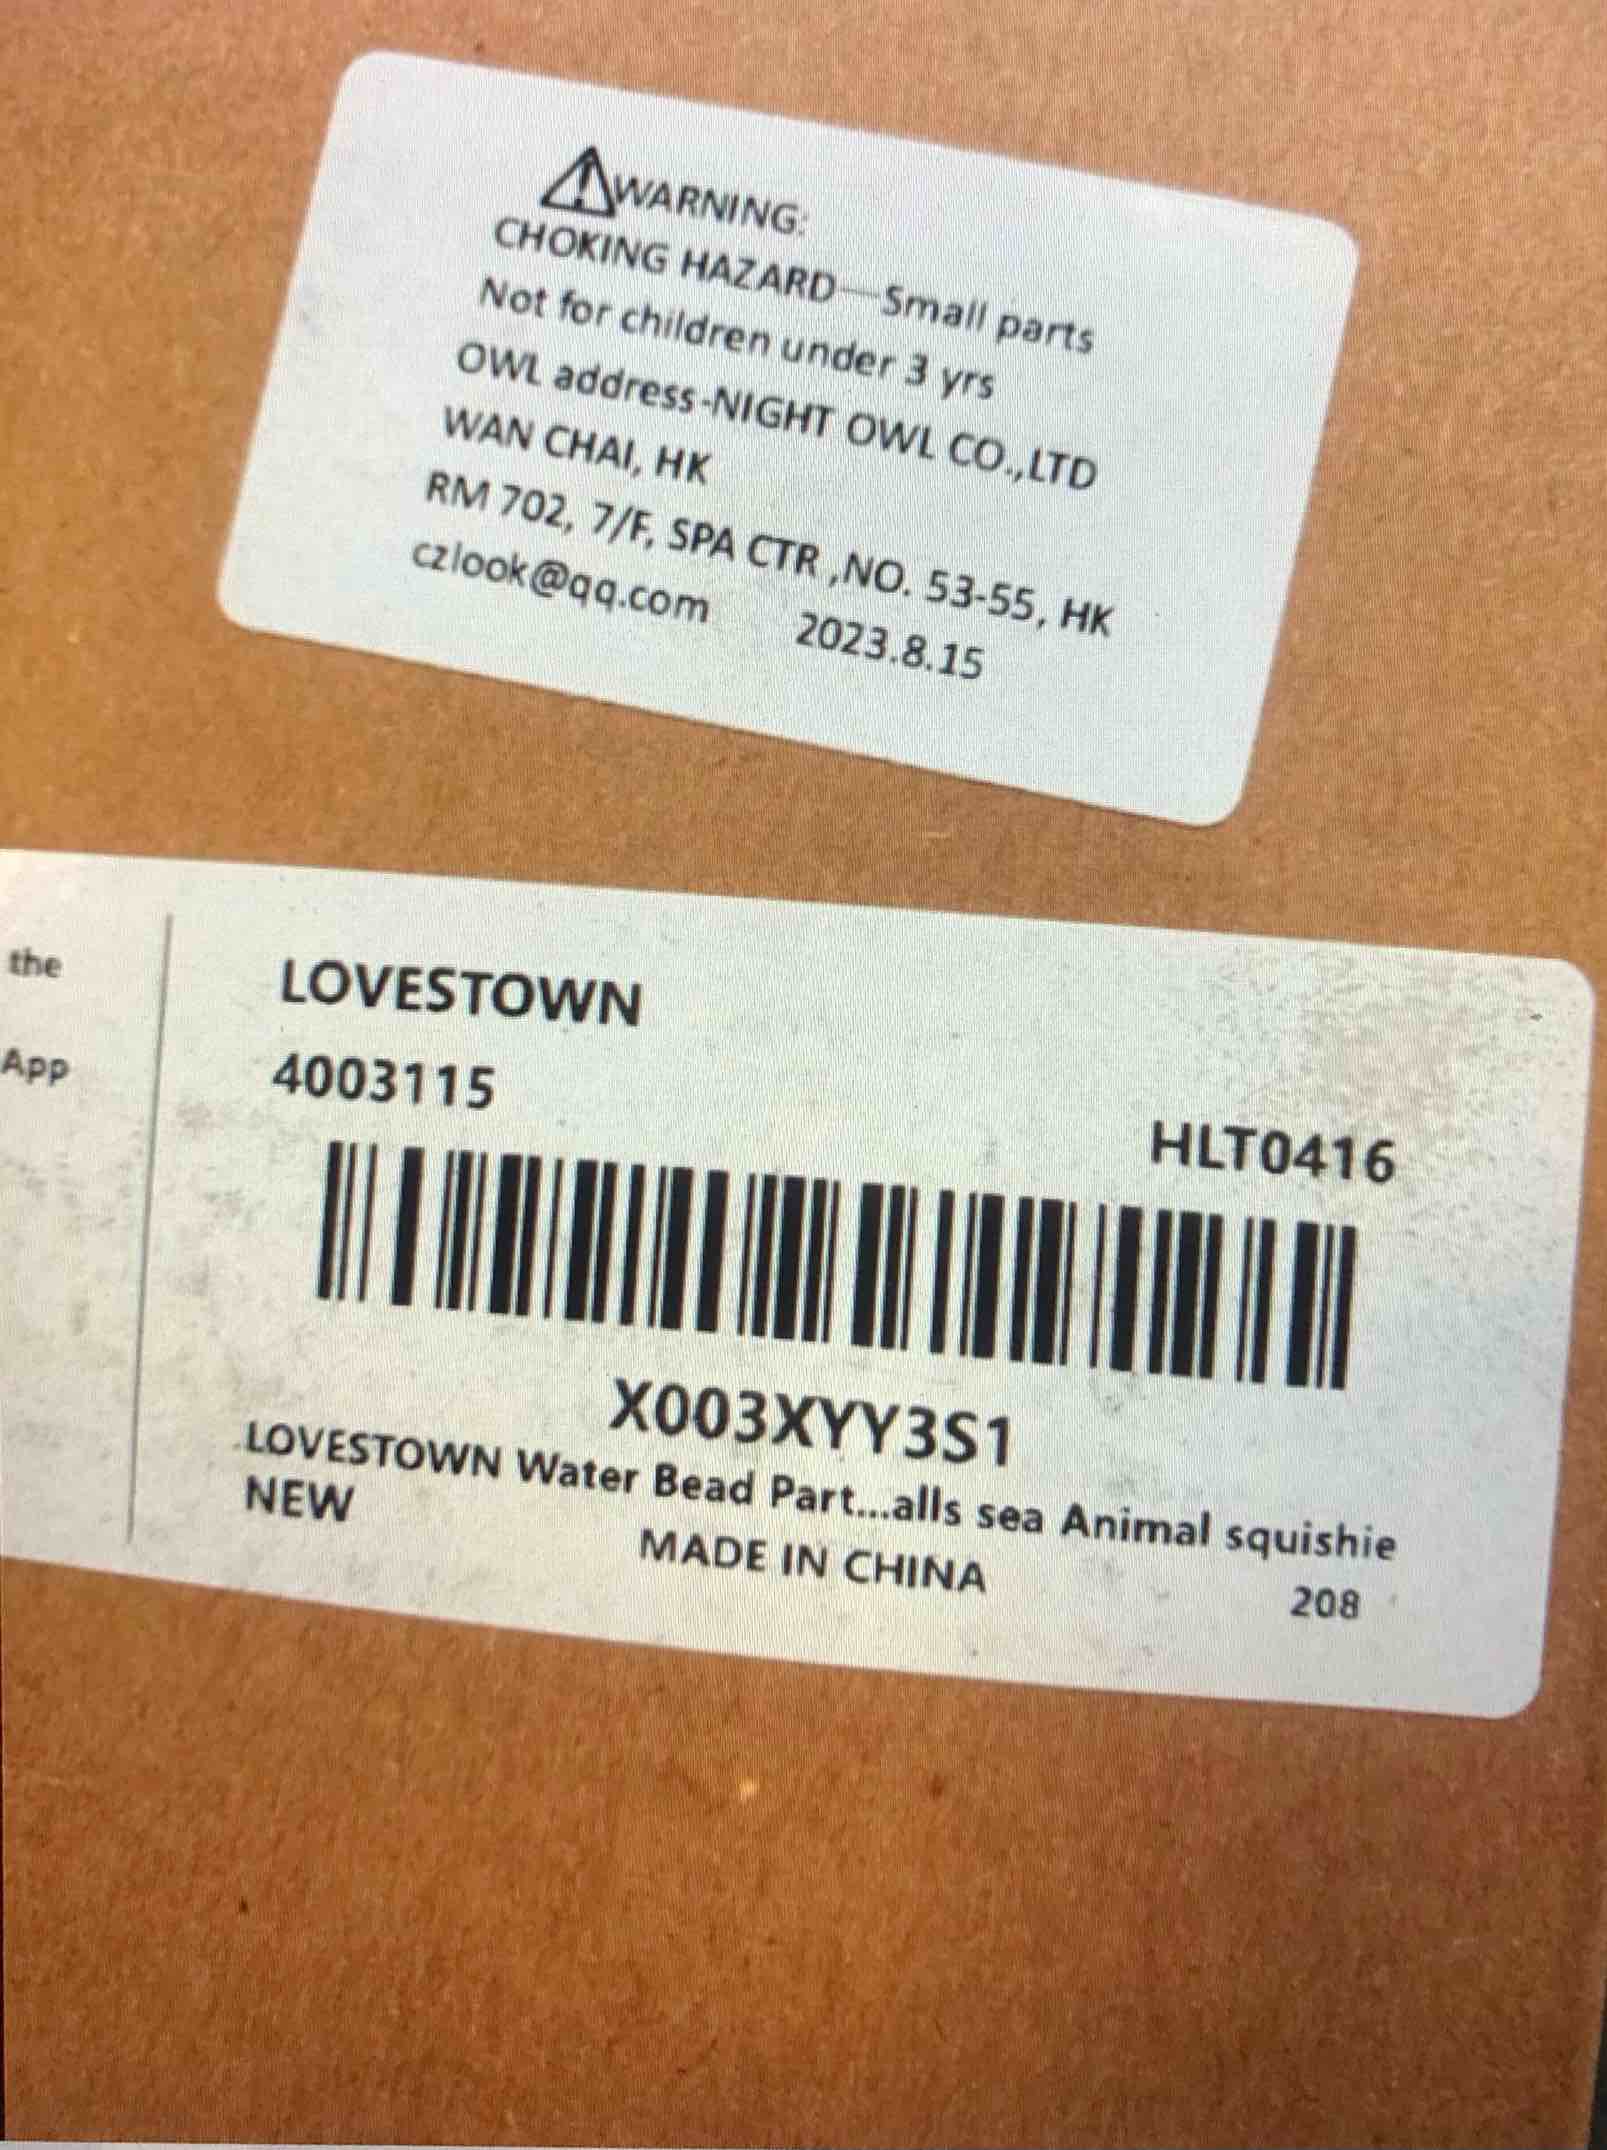 WARNING:
CHOKING HAZARD—Small parts
Not for children under 3 yrs
OWL address-NIGHT OWL CO.,LTD
WAN CHAI, HK
RM 702, 7/F, SPA CTR ,NO. 53-55, HK
czlook@qq.com 2023.8.15
the
App
LOVESTOWN
4003115
HLT0416
X003XYY3S1
LOVESTOWN Water Bead Part...alls sea Animal squishie
NEW
MADE IN CHINA
208